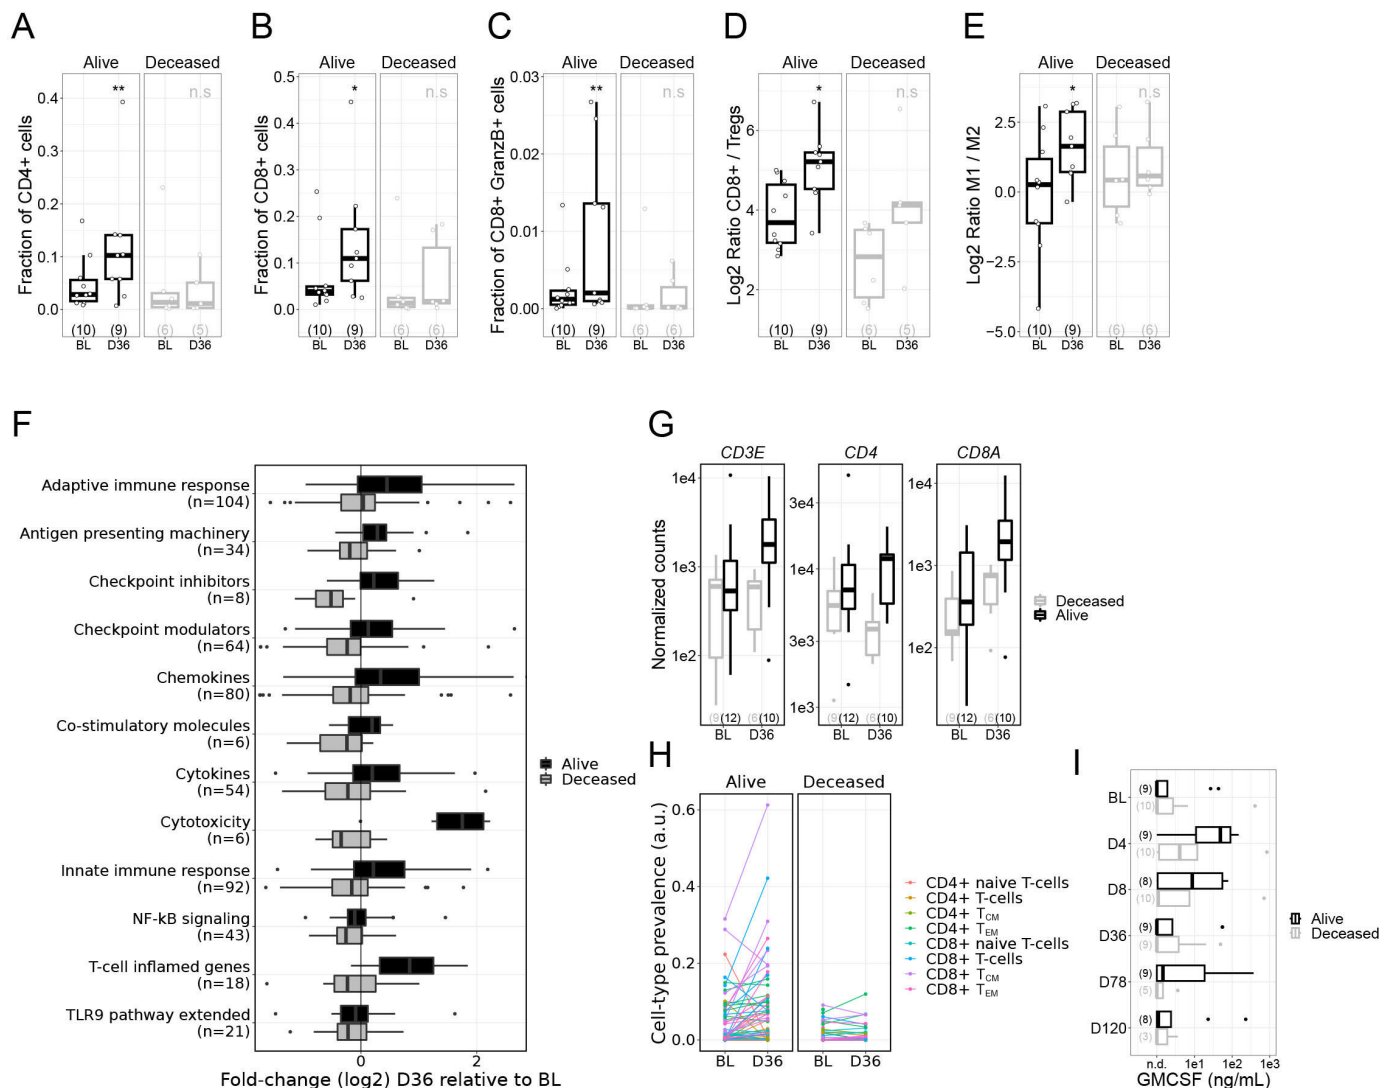 A
Alive
Deceased
**
n.s
Fraction of CD4+ cells
0.4
0.3
0.2
0.1
0.0
(10)
(9)
(6)
(5)
BL
D36
BL
D36
B
Alive
Deceased
*
n.s
Fraction of CD8+ cells
0.5
0.4
0.3
0.2
0.1
0.0
(10)
(9)
(6)
(6)
BL
D36
BL
D36
C
Alive
Deceased
**
n.s
Fraction of CD8+ GranzB+ cells
0.03
0.02
0.01
0.00
(10)
(9)
(6)
(6)
BL
D36
BL
D36
D
Alive
Deceased
*
n.s
Log2 Ratio CD8+ / Tregs
6
4
2
(10)
(9)
(6)
(5)
BL
D36
BL
D36
E
Alive
Deceased
*
n.s
Log2 Ratio M1 / M2
2.5
0.0
−2.5
−5.0
(10)
(9)
(6)
(6)
BL
D36
BL
D36
F
Adaptive immune response
(n=104)
Antigen presenting machinery
(n=34)
Checkpoint inhibitors
(n=8)
Checkpoint modulators
(n=64)
Chemokines
(n=80)
Co-stimulatory molecules
(n=6)
Cytokines
(n=54)
Cytotoxicity
(n=6)
Innate immune response
(n=92)
NF-kB signaling
(n=43)
T-cell inflamed genes
(n=18)
TLR9 pathway extended
(n=21)
0
2
Fold-change (log2) D36 relative to BL
Alive
Deceased
G
CD3E
CD4
CD8A
Normalized counts
1e4
1e3
1e2
(9)
(12)
(6)
(10)
BL
D36
3e4
1e4
3e3
1e3
(9)
(12)
(6)
(10)
BL
D36
1e4
1e3
1e2
(9)
(12)
(6)
(10)
BL
D36
Deceased
Alive
H
Alive
Deceased
Cell-type prevalence (a.u.)
0.6
0.4
0.2
0.0
BL
D36
BL
D36
CD4+ naive T-cells
CD4+ T-cells
CD4+ TCM
CD4+ TEM
CD8+ naive T-cells
CD8+ T-cells
CD8+ TCM
CD8+ TEM
I
BL
(9)
(10)
D4
(9)
(10)
D8
(8)
(10)
D36
(9)
(9)
D78
(9)
(5)
D120
(8)
(3)
n.d.
1e1
1e2
1e3
GMCSF (ng/mL)
Alive
Deceased